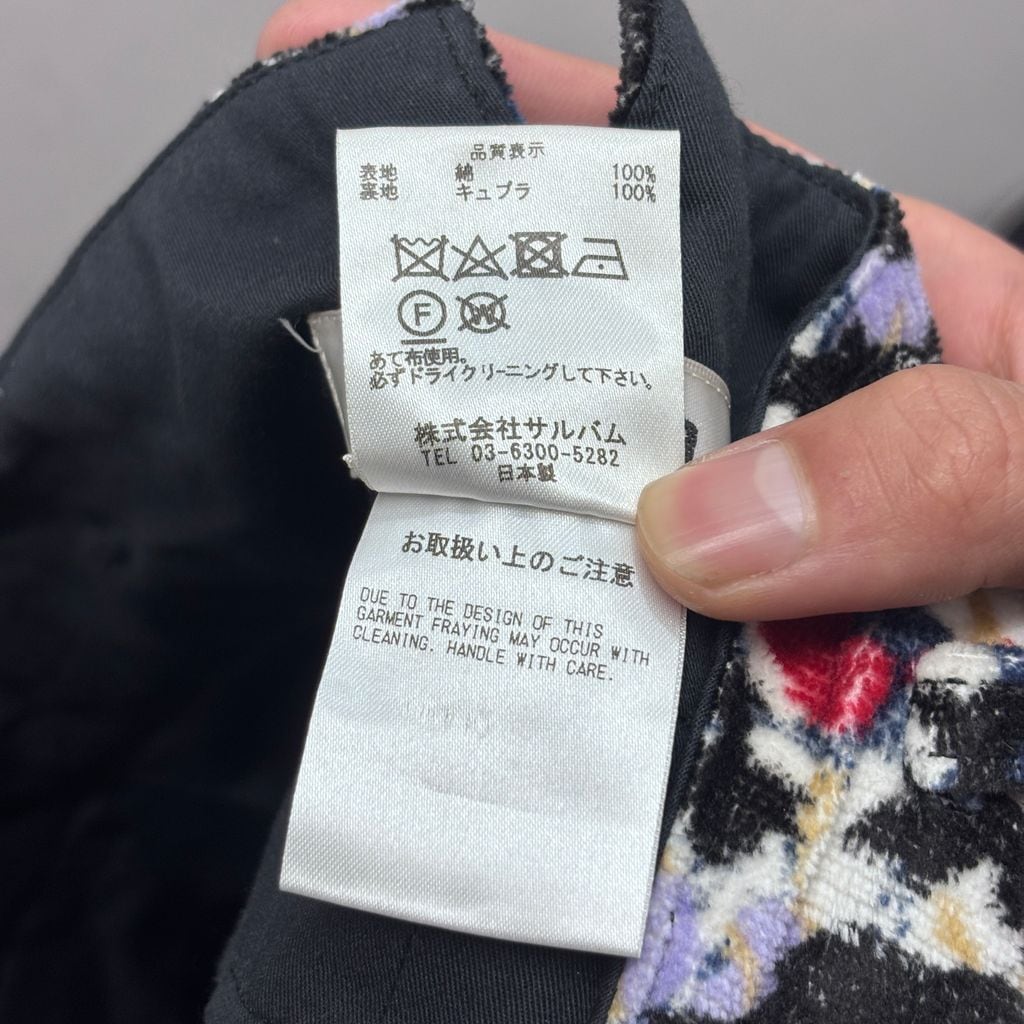 品質表示
表地 綿 100%
裏地 キュプラ 100%
F W
あて布使用。
必ずドライクリーニングして下さい。
株式会社サルバム
TEL 03-6300-5282
日本製
お取扱い上のご注意
DUE TO THE DESIGN OF THIS
GARMENT FRAYING MAY OCCUR WITH
CLEANING. HANDLE WITH CARE.